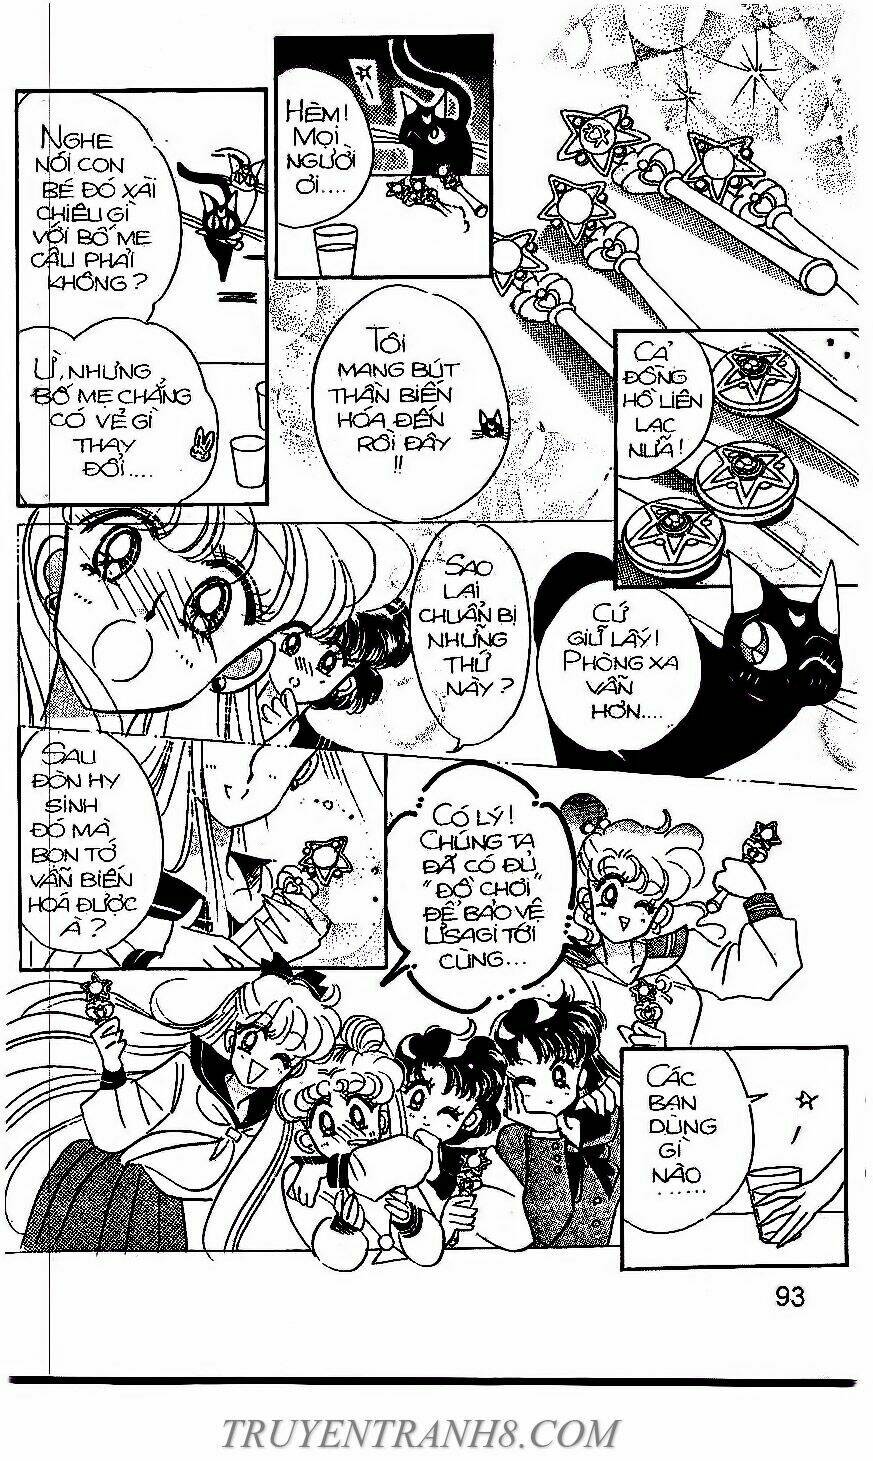 NGHE
NÓI CON
BÉ ĐÓ XÀI
CHIÊU GÌ
VỚI BỐ MẸ
CẬU PHẢI
KHÔNG?
Ừ, NHƯNG
BỐ MẸ CHẲNG
CÓ VẺ GÌ
THAY
ĐỔI....
HÈM!
MỌI
NGƯỜI
ƠI....
TÔI
MANG BÚT
THẦN BIẾN
HÓA ĐẾN
RỒI ĐÂY
!!
CẢ
ĐỒNG
HỒ LIÊN
LẠC
NỮA!
SAO
LẠI
CHUẨN BỊ
NHỮNG
THỨ
NÀY?
CỨ
GIỮ LẤY!
PHÒNG XA
VẪN
HƠN....
SAU
ĐÒN HY
SINH
ĐÓ MÀ
BỌN TỚ
VẪN BIẾN
HOÁ ĐƯỢC
À?
CÓ LÝ!
CHÚNG TA
ĐÃ CÓ ĐỦ
"ĐỒ CHƠI"
ĐỂ BẢO VỆ
USAGI TỚI
CÙNG...
CÁC
BẠN
DÙNG
GÌ
NÀO
......
93
TRUYENTRANH8.COM